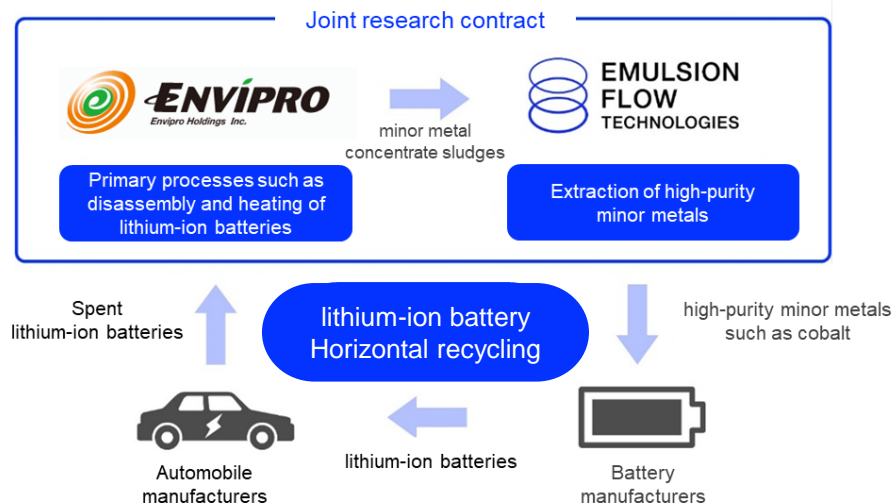 Joint research contract
ENVIPRO
Envipro Holdings Inc.
minor metal
concentrate sludges
EMULSION
FLOW
TECHNOLOGIES
Primary processes such as
disassembly and heating of
lithium-ion batteries
Extraction of high-purity
minor metals
Spent
lithium-ion batteries
lithium-ion battery
Horizontal recycling
high-purity minor metals
such as cobalt
Automobile
manufacturers
lithium-ion batteries
Battery
manufacturers